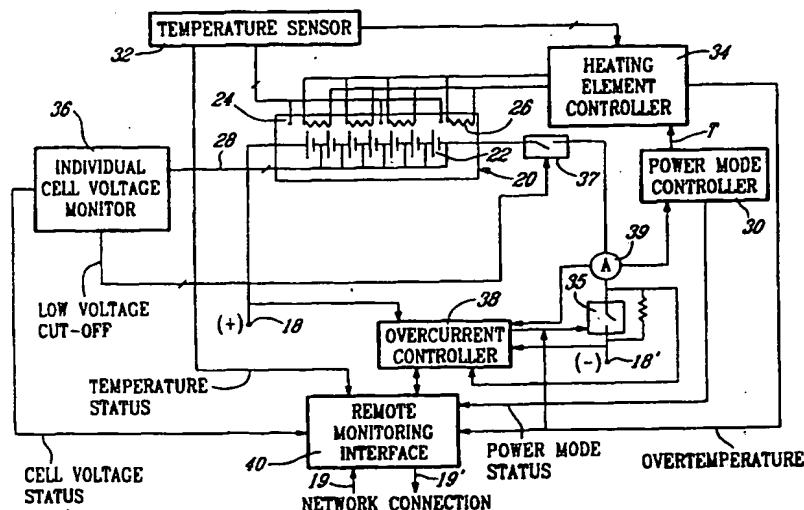 TEMPERATURE SENSOR
32
34
HEATING
ELEMENT
CONTROLLER
24
26
36
INDIVIDUAL
CELL VOLTAGE
MONITOR
28
22
20
37
T
POWER MODE
CONTROLLER
30
39
A
LOW VOLTAGE
CUT-OFF
(+)
18
38
35
OVERCURRENT
CONTROLLER
(-)
18'
TEMPERATURE
STATUS
REMOTE
MONITORING
INTERFACE
40
POWER MODE
STATUS
OVERTEMPERATURE
CELL VOLTAGE
STATUS
19
19'
NETWORK CONNECTION